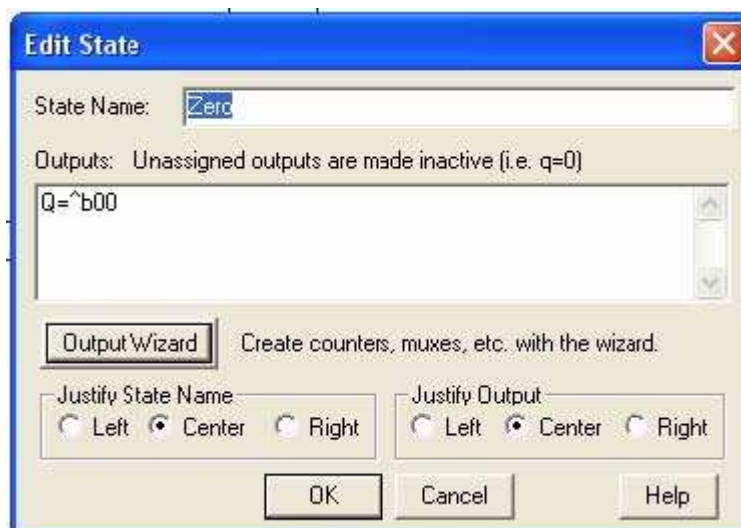 Edit State
State Name: Zero
Outputs: Unassigned outputs are made inactive (i.e. q=0)
Q=^b00
Output Wizard Create counters, muxes, etc. with the wizard.
Justify State Name Justify Output
Left Center Right Left Center Right
OK Cancel Help